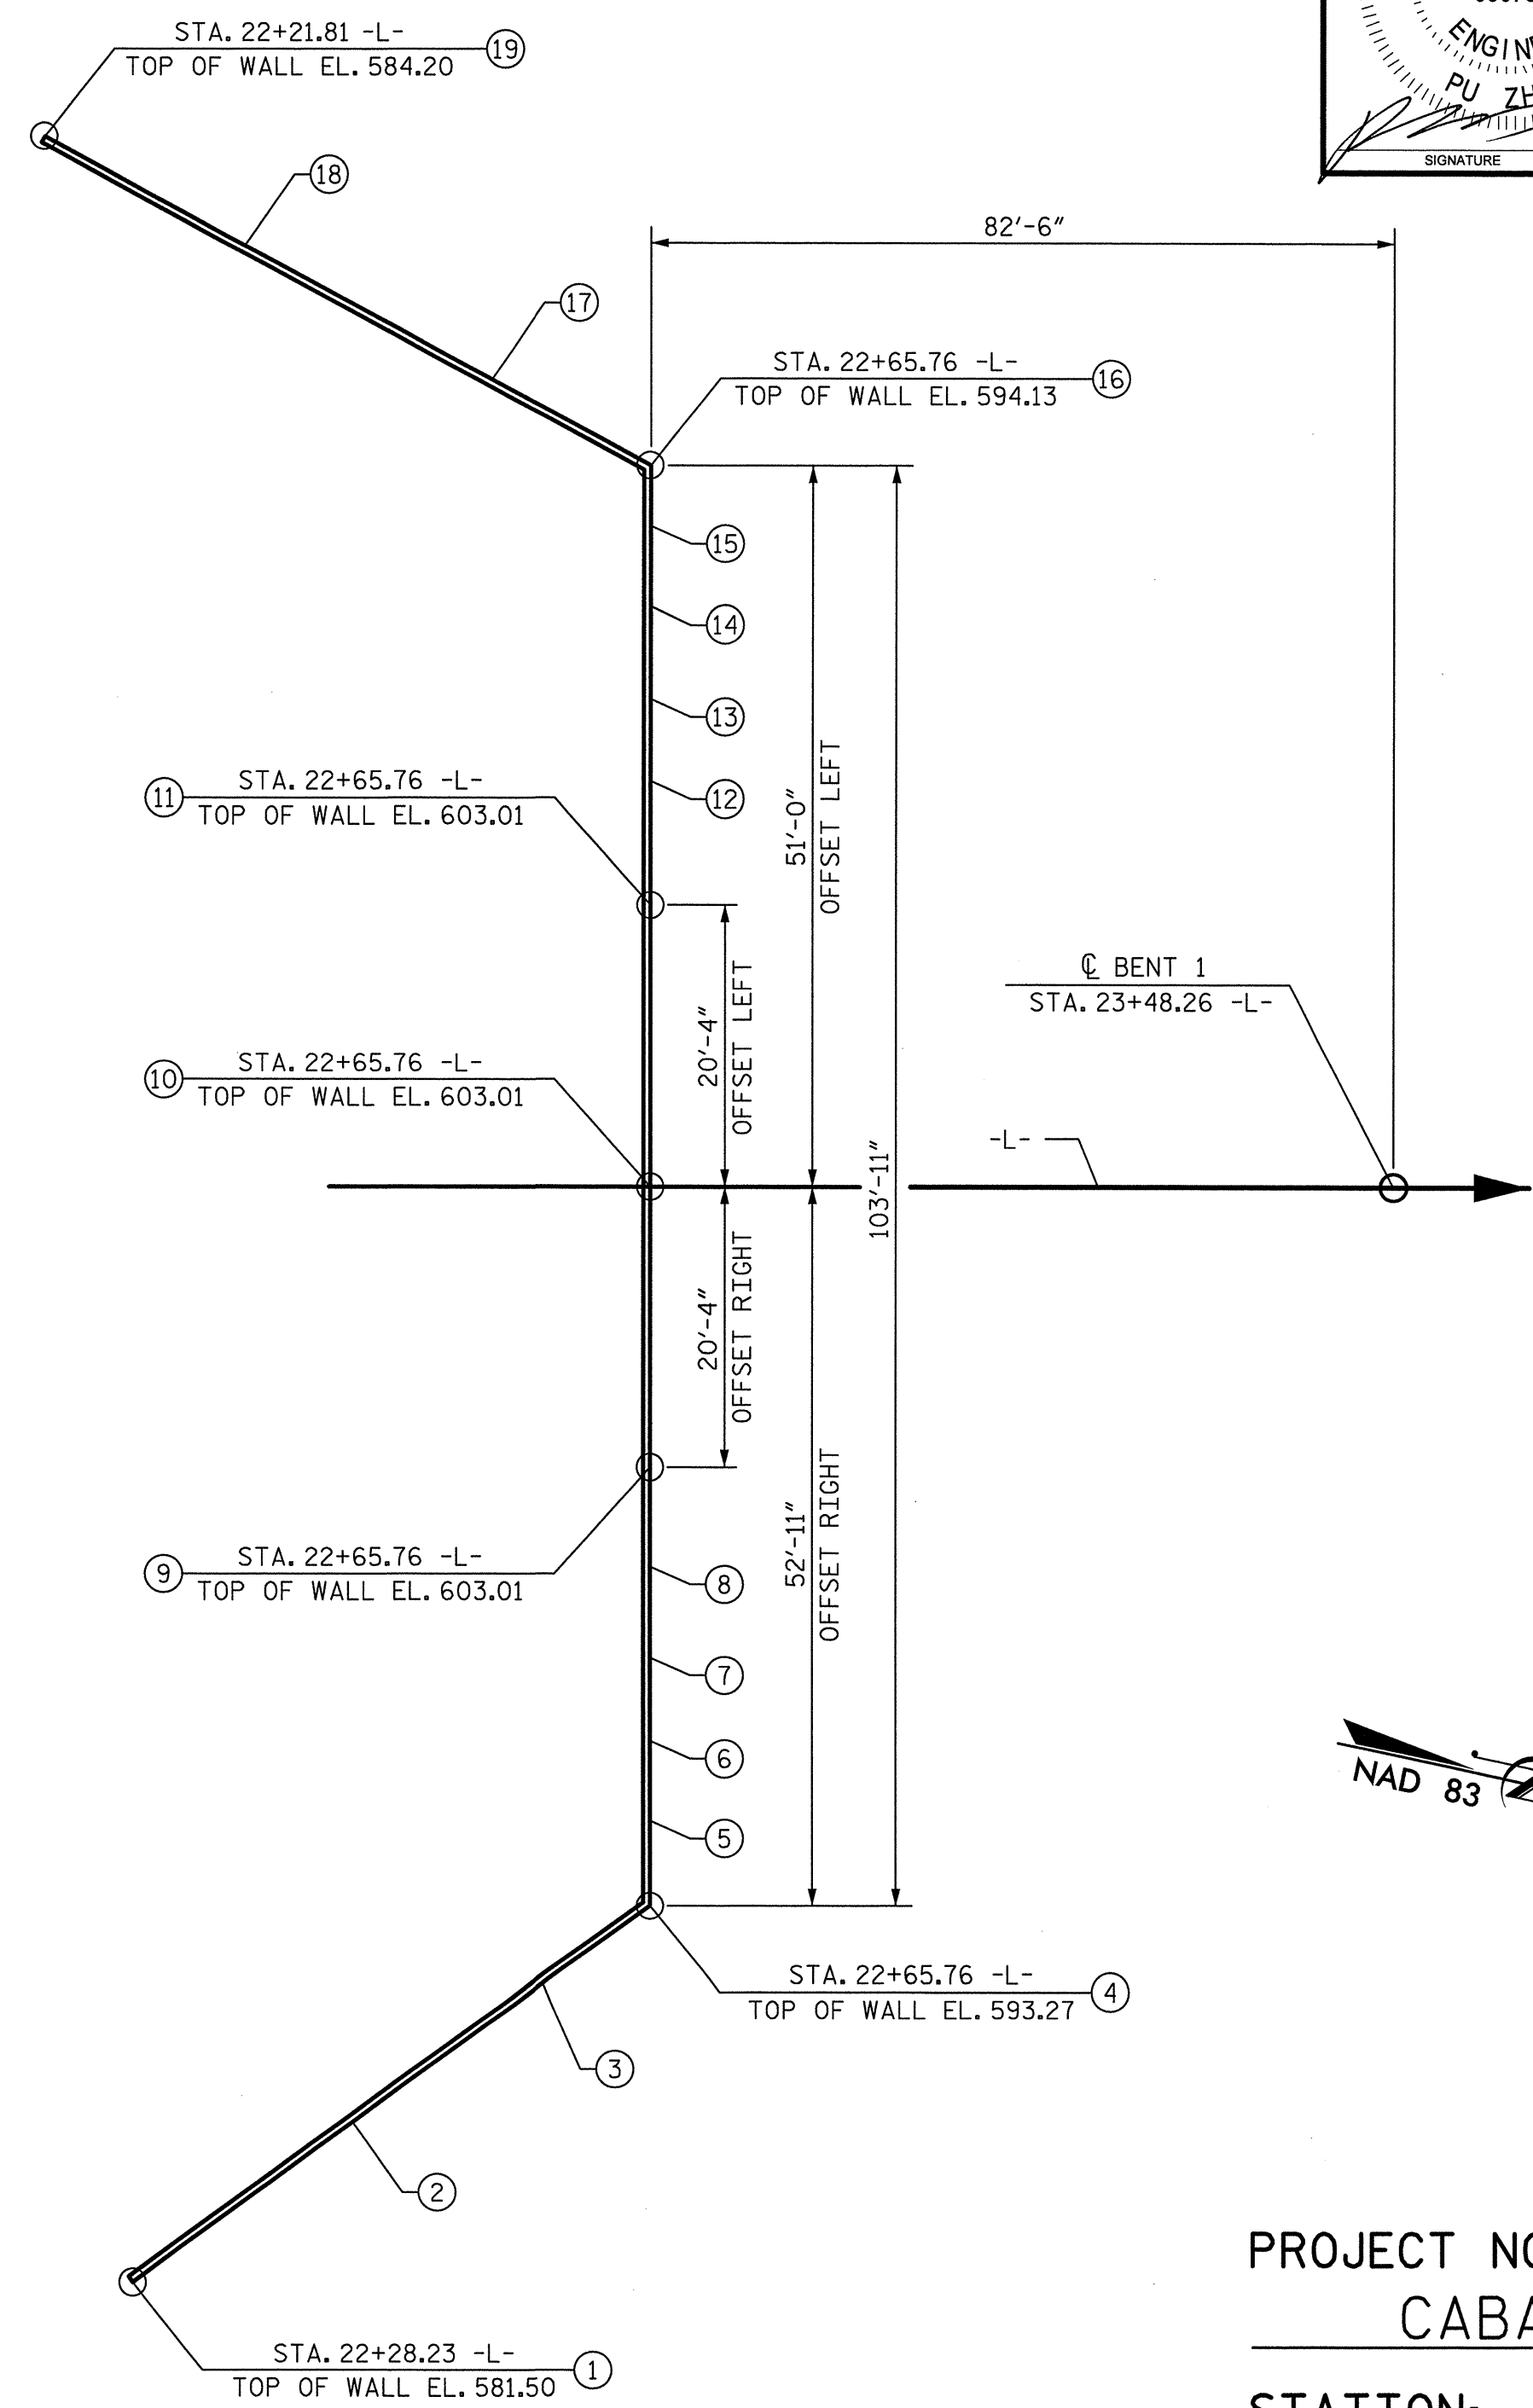 STA. 22+21.81 -L-
19
TOP OF WALL EL. 584.20
PU
SIGNATURE
18
82'-6"
17
STA. 22+65.76 -L-
16
TOP OF WALL EL. 594.13
15
14
13
12
51'-0"
OFFSET LEFT
11
STA. 22+65.76 -L-
TOP OF WALL EL. 603.01
20'-4"
OFFSET LEFT
℄ BENT 1
STA. 23+48.26 -L-
10
STA. 22+65.76 -L-
TOP OF WALL EL. 603.01
-L-
103'-11"
20'-4"
OFFSET RIGHT
52'-11"
OFFSET RIGHT
9
STA. 22+65.76 -L-
TOP OF WALL EL. 603.01
8
7
6
5
NAD 83
STA. 22+65.76 -L-
4
TOP OF WALL EL. 593.27
3
2
PROJECT
CABA
STA. 22+28.23 -L-
1
TOP OF WALL EL. 581.50